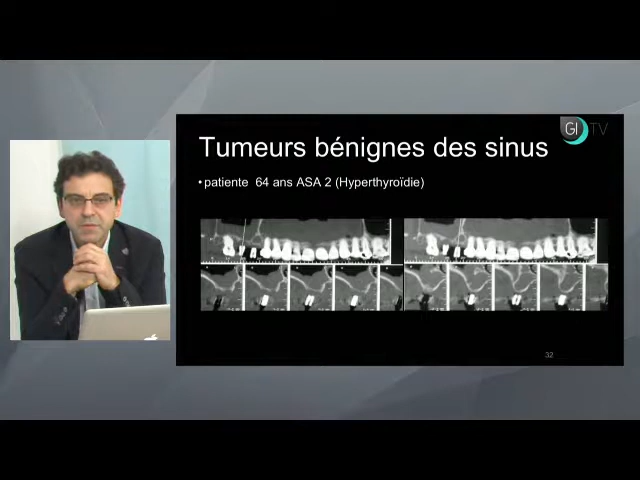 GI TV
Tumeurs bénignes des sinus
• patiente 64 ans ASA 2 (Hyperthyroïdie)
32